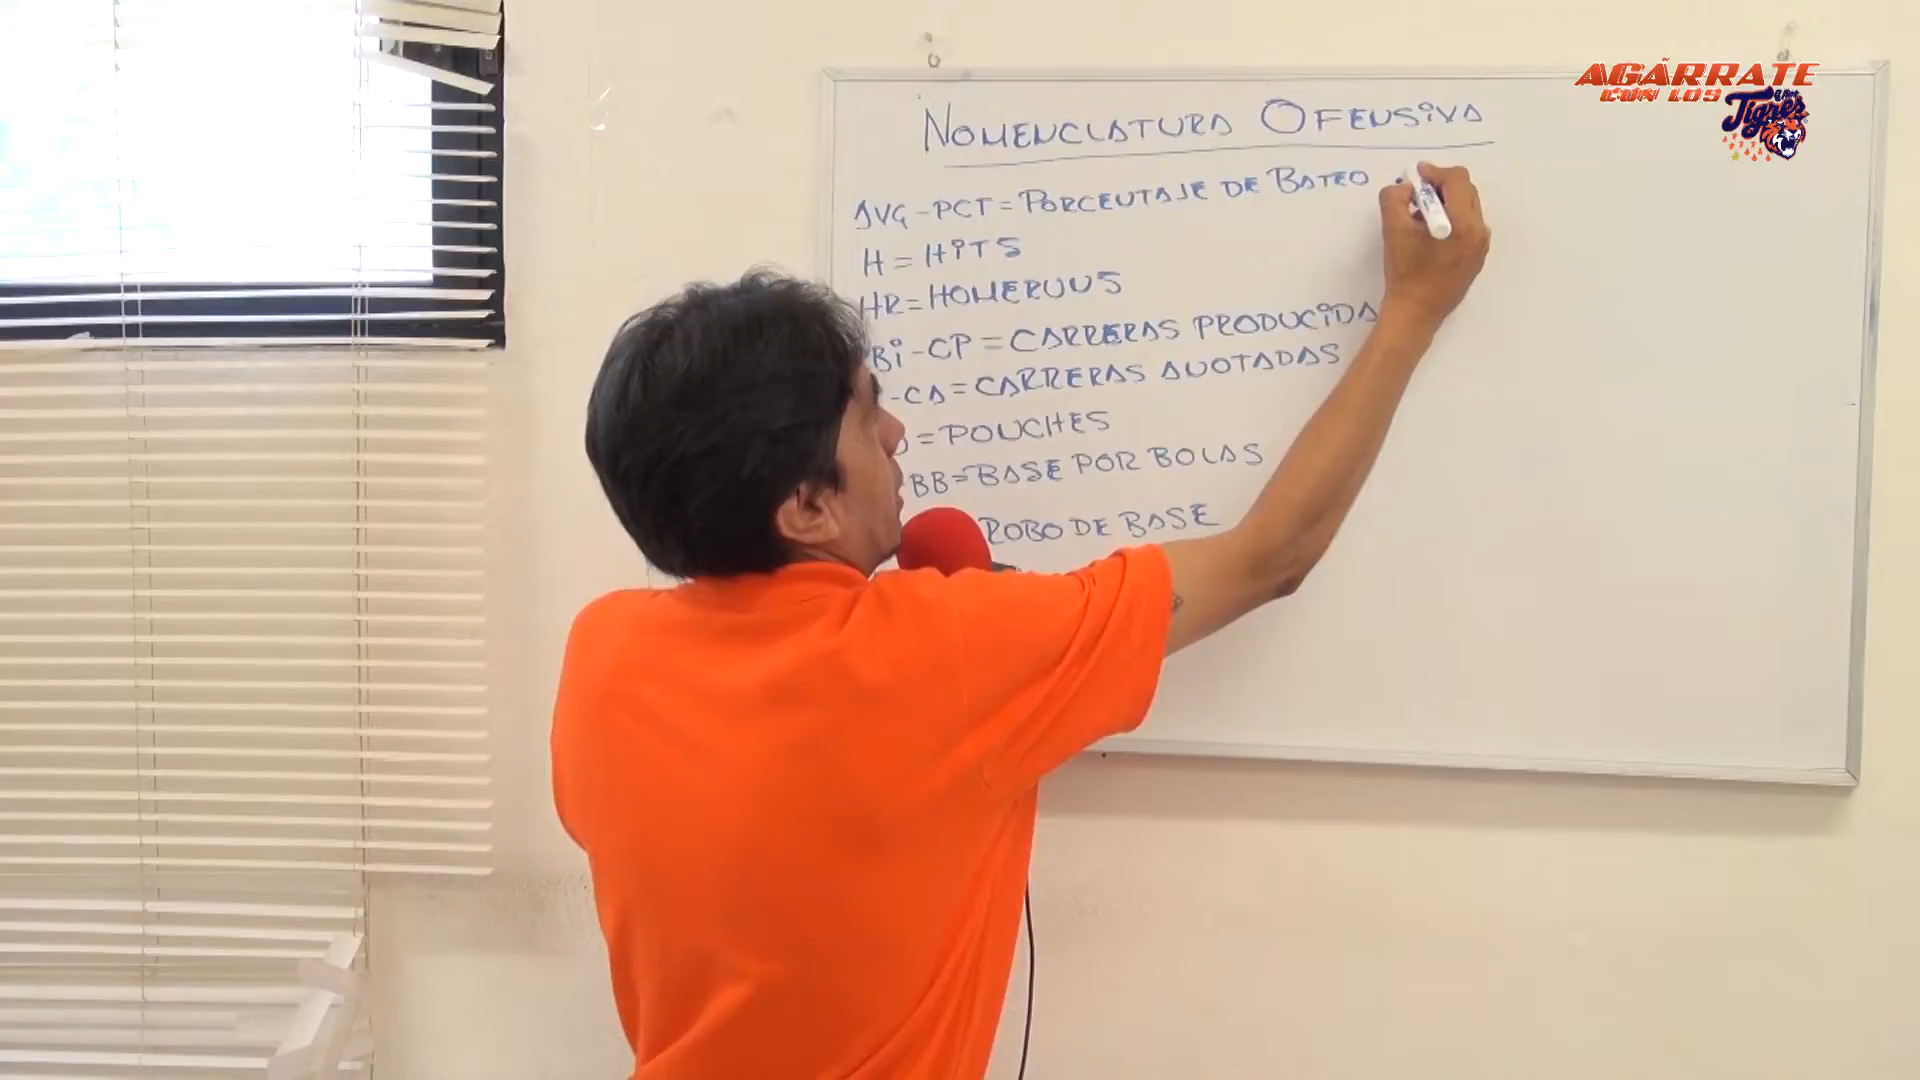 NOMENCLATURA OFENSIVA
AVG-PCT=PORCENTAJE DE BATEO
H=HiTS
HR=HOMERUNS
Bi-CP=CARRERAS PRODUCIDA
-CA=CARRERAS ANOTADAS
=PONCHES
BB=BASE POR BOLAS
ROBO DE BASE
AGÁRRATE
CON LOS
Tigres